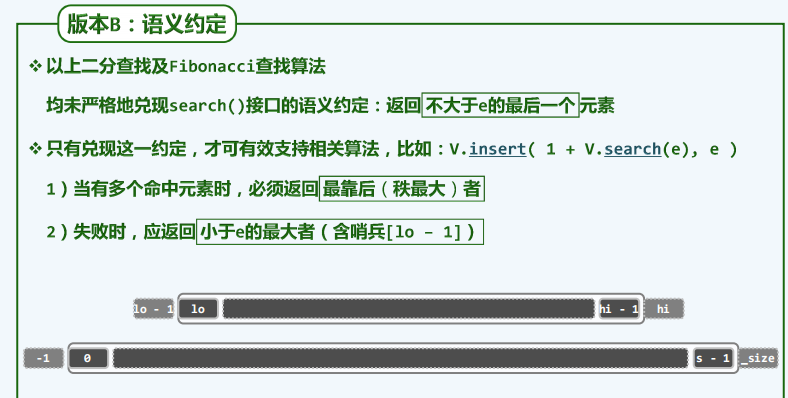 版本B：语义约定
❖ 以上二分查找及Fibonacci查找算法
均未严格地兑现search()接口的语义约定：返回 不大于e的最后一个 元素
❖ 只有兑现这一约定，才可有效支持相关算法，比如：V.insert( 1 + V.search(e), e )
1）当有多个命中元素时，必须返回 最靠后（秩最大）者
2）失败时，应返回 小于e的最大者（含哨兵[lo - 1]）
lo - 1 lo hi - 1 hi
-1 0 s - 1 _size